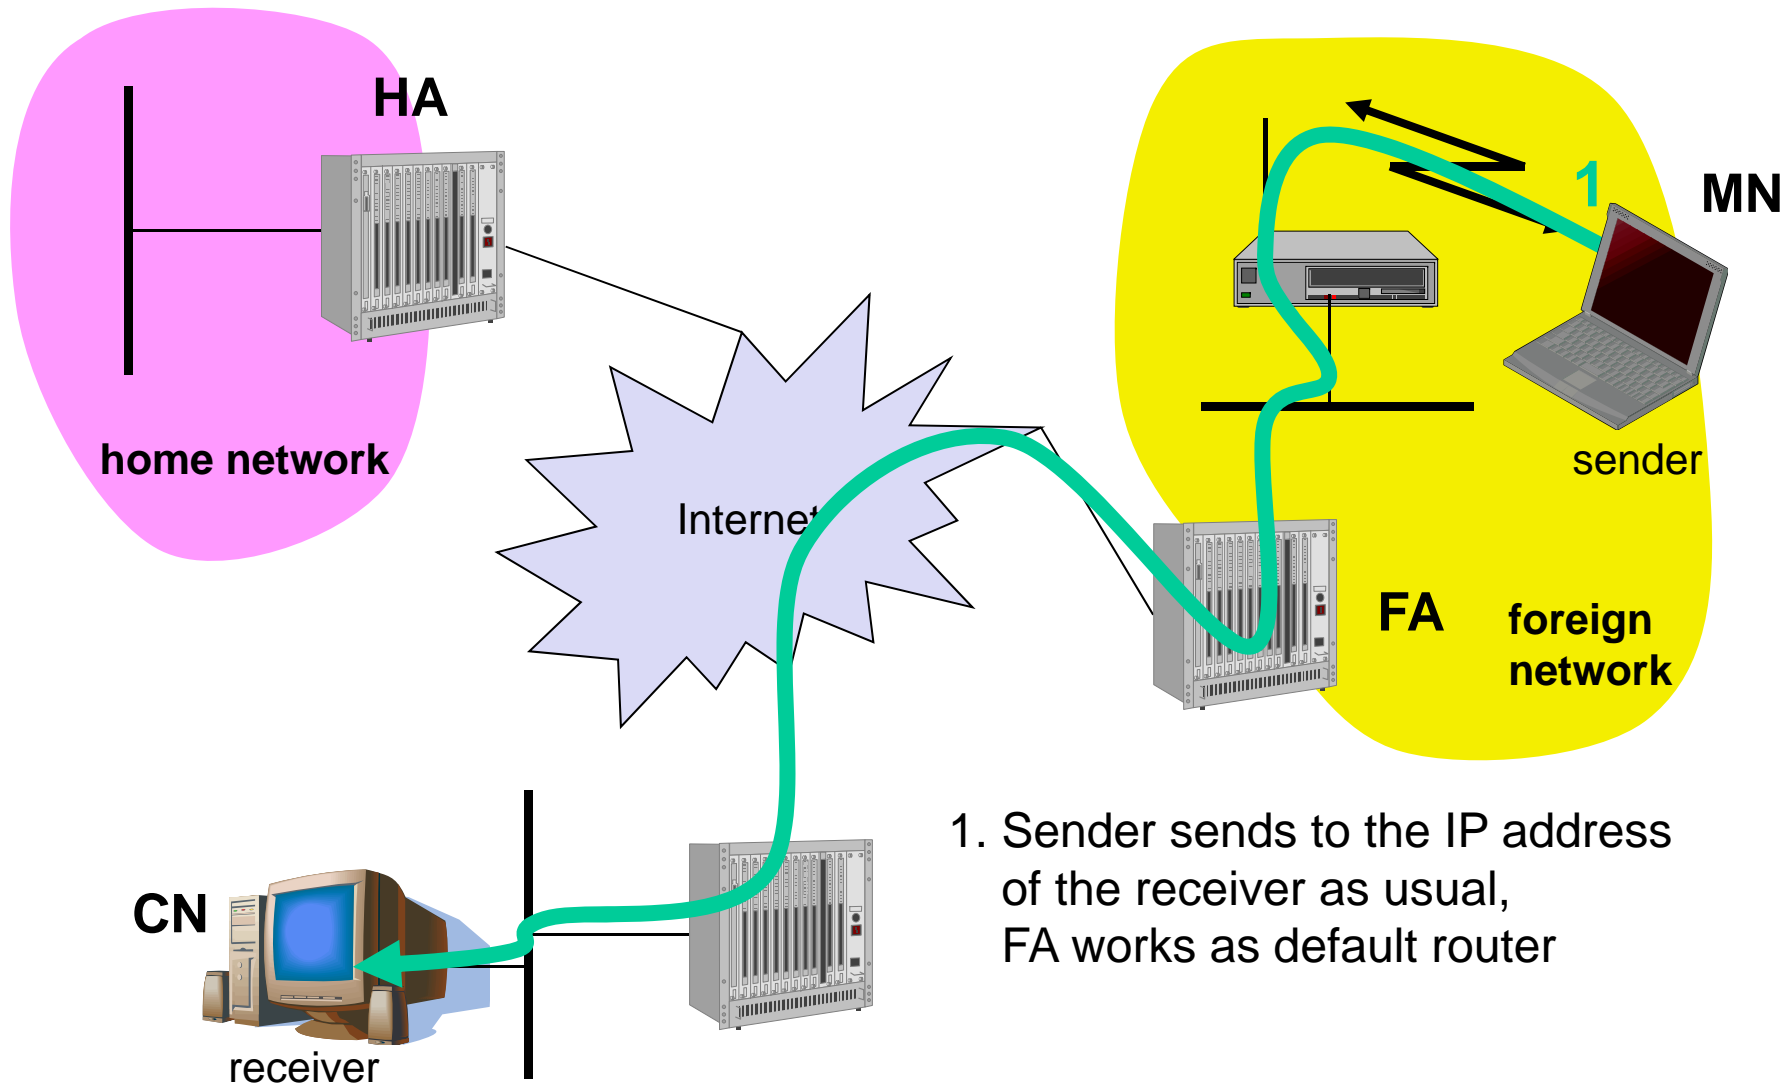 HA
1
MN
home network
sender
Internet
FA
foreign
network
1. Sender sends to the IP address
of the receiver as usual,
FA works as default router
CN
receiver